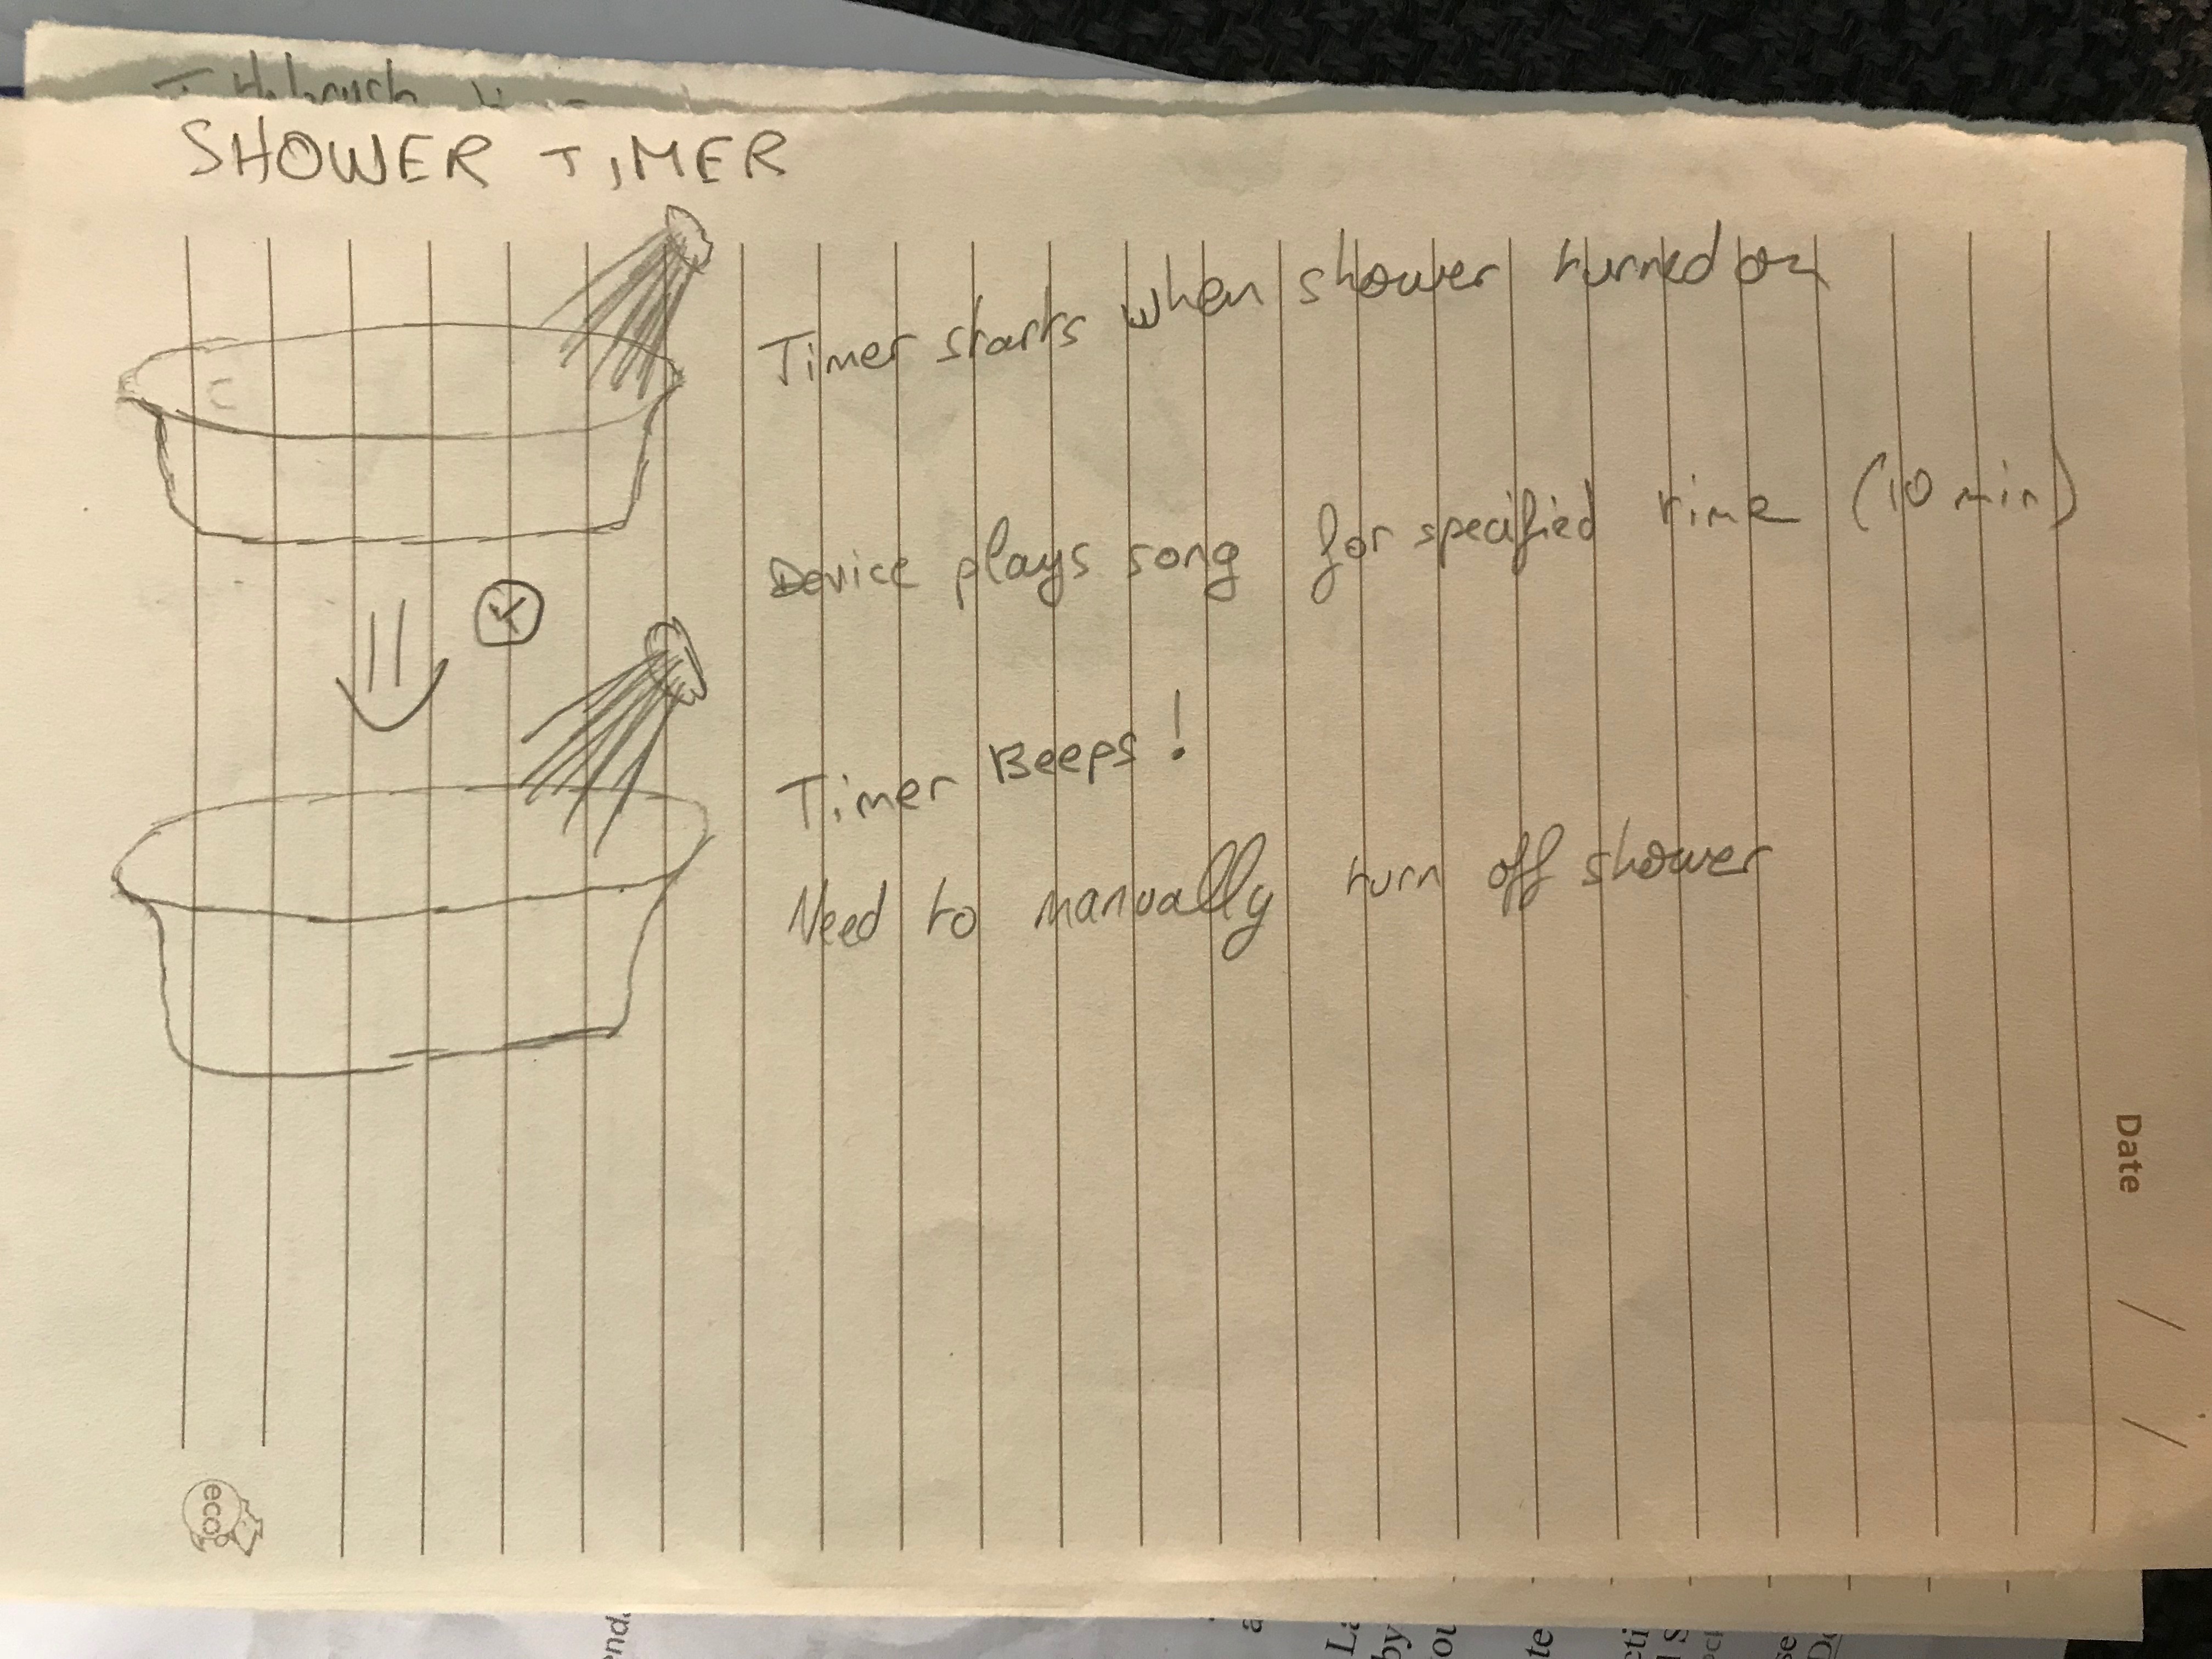 SHOWER TIMER
Timer starts when shower turned on
Device plays song for specified time (10 min)
Timer Beeps!
Need to manually turn off shower
Date / /
eco